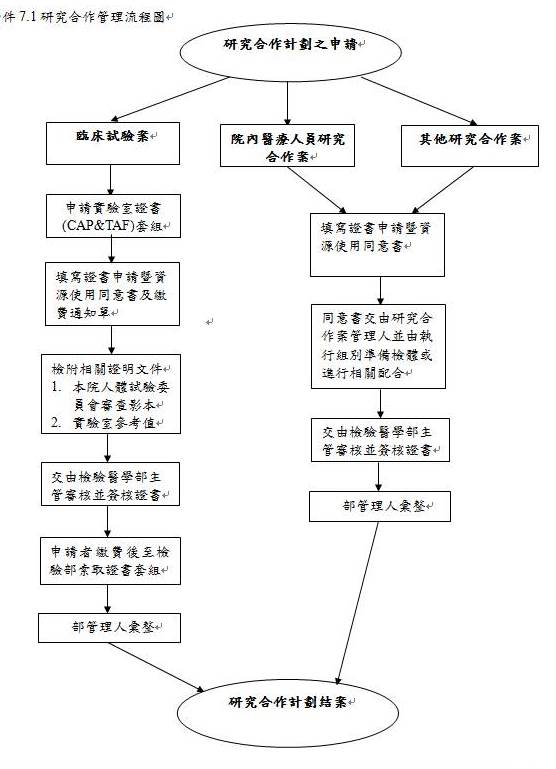 件 7.1 研究合作管理流程圖
研究合作計劃之申請
臨床試驗案
院內醫療人員研究
合作案
其他研究合作案
申請實驗室證書
(CAP&TAF)套組
填寫證書申請暨資
源使用同意書及繳
費通知單
檢附相關證明文件
1. 本院人體試驗委
員會審查影本
2. 實驗室參考值
交由檢驗醫學部主
管審核並簽核證書
申請者繳費後至檢
驗部索取證書套組
部管理人彙整
填寫證書申請暨資
源使用同意書
同意書交由研究合
作案管理人並由執
行組別準備檢體或
進行相關配合
交由檢驗醫學部主
管審核並簽核證書
部管理人彙整
研究合作計劃結案